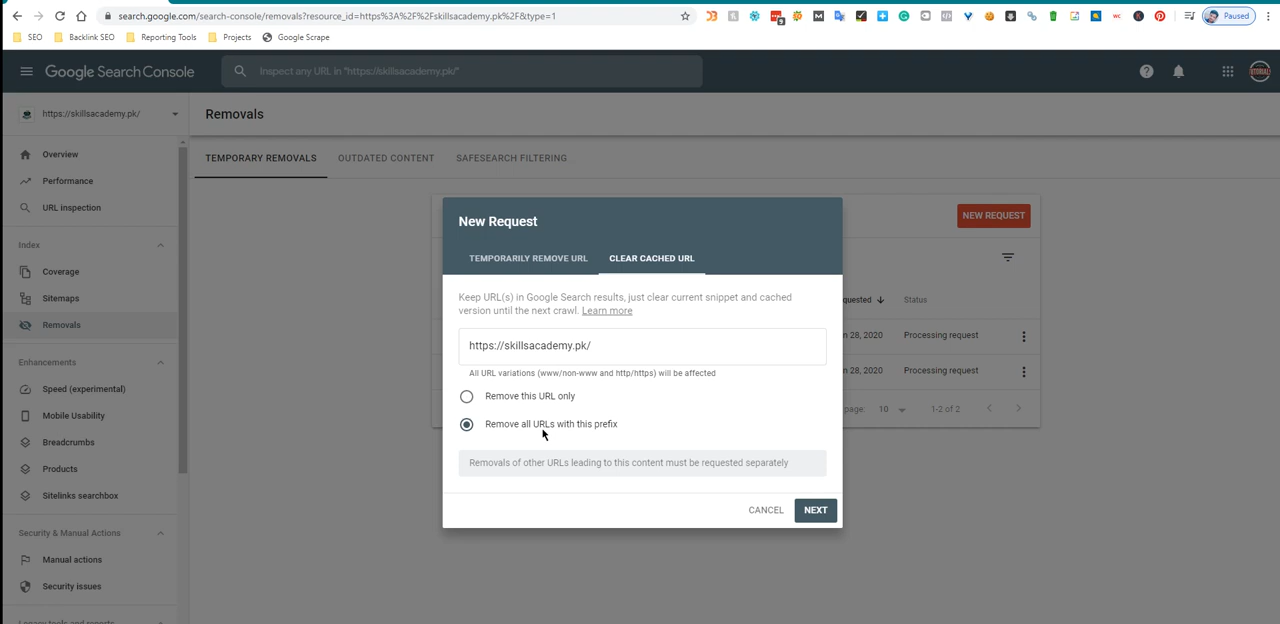 search.google.com/search-console/removals?resource_id=https%3A%2F%2Fskillsacademy.pk%2F&type=1
Paused
SEO
Backlink SEO
Reporting Tools
Projects
Google Scrape
Google Search Console
Inspect any URL in "https://skillsacademy.pk/"
https://skillsacademy.pk/
Removals
Overview
Performance
URL inspection
Index
Coverage
Sitemaps
Removals
Enhancements
Speed (experimental)
Mobile Usability
Breadcrumbs
Products
Sitelinks searchbox
Security & Manual Actions
Manual actions
Security issues
Legacy tools and reports
TEMPORARY REMOVALS
OUTDATED CONTENT
SAFESEARCH FILTERING
NEW REQUEST
quested
Status
n 28, 2020
Processing request
n 28, 2020
Processing request
page:
10
1-2 of 2
New Request
TEMPORARILY REMOVE URL
CLEAR CACHED URL
Keep URL(s) in Google Search results, just clear current snippet and cached
version until the next crawl. Learn more
https://skillsacademy.pk/
All URL variations (www/non-www and http/https) will be affected
Remove this URL only
Remove all URLs with this prefix
Removals of other URLs leading to this content must be requested separately
CANCEL
NEXT